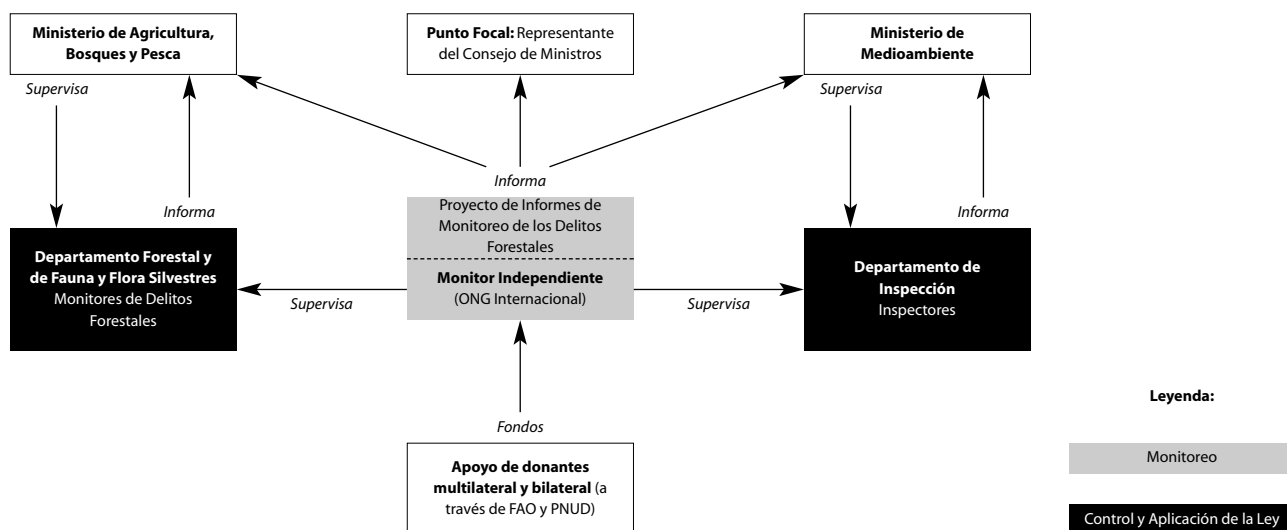 Ministerio de Agricultura,
Bosques y Pesca
Punto Focal: Representante
del Consejo de Ministros
Ministerio de
Medioambiente
Supervisa
Supervisa
Informa
Informa
Informa
Proyecto de Informes de
Monitoreo de los Delitos
Forestales
Departamento Forestal y
de Fauna y Flora Silvestres
Monitores de Delitos
Forestales
Monitor Independiente
(ONG Internacional)
Departamento de
Inspección
Inspectores
Supervisa
Supervisa
Fondos
Apoyo de donantes
multilateral y bilateral (a
través de FAO y PNUD)
Leyenda:
Monitoreo
Control y Aplicación de la Ley